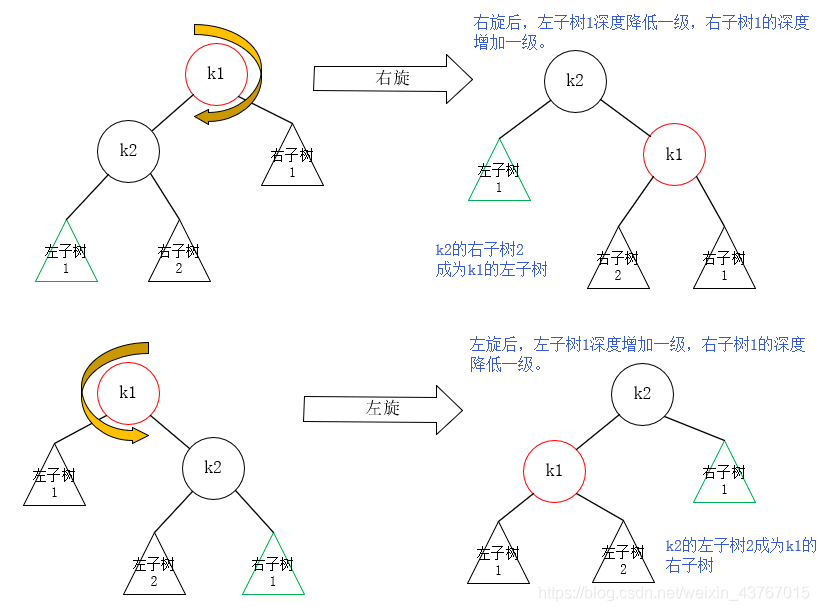 右旋后，左子树1深度降低一级，右子树1的深度
增加一级。
k1
右旋
k2
k2
右子树
1
k1
左子树
1
左子树
1
右子树
2
k2的右子树2
成为k1的左子树
右子树
2
右子树
1
左旋后，左子树1深度增加一级，右子树1的深度
降低一级。
k1
左旋
k2
左子树
1
k2
k1
右子树
1
左子树
2
右子树
1
左子树
1
左子树
2
k2的左子树2成为k1的
右子树
https://blog.csdn.net/weixin_43767015